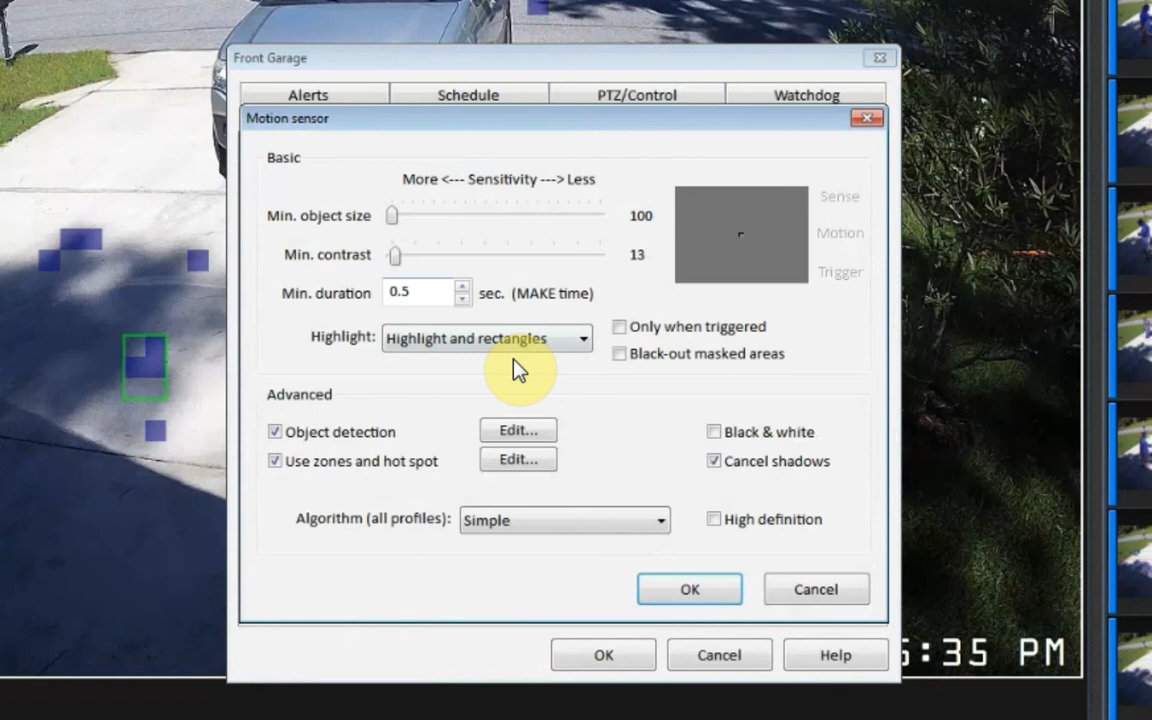 Front Garage
Alerts Schedule PTZ/Control Watchdog
Motion sensor
Basic
More <--- Sensitivity ---> Less
Min. object size 100
Sense
Min. contrast 13
Motion
Trigger
Min. duration 0.5 sec. (MAKE time)
Highlight: Highlight and rectangles
Only when triggered
Black-out masked areas
Advanced
Object detection Edit... Black & white
Use zones and hot spot Edit... Cancel shadows
Algorithm (all profiles): Simple High definition
OK Cancel
OK Cancel Help
:35 PM